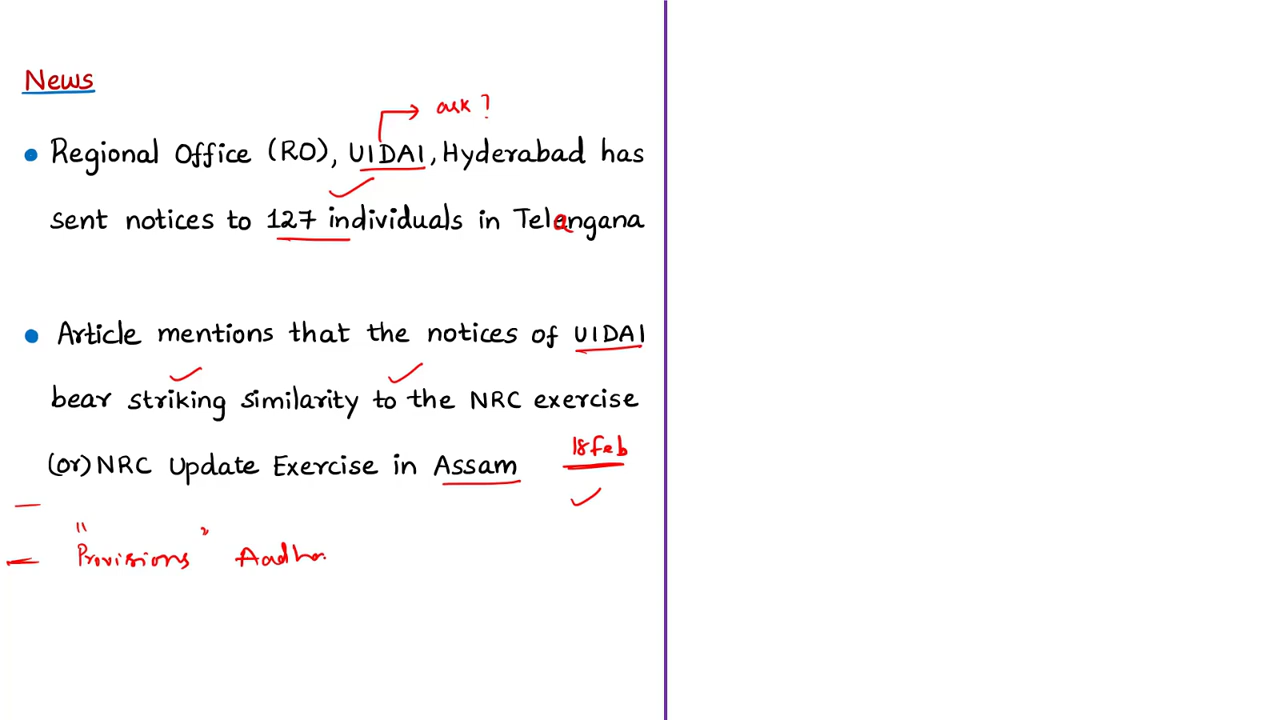 News
ask ?
• Regional Office (RO), UIDAI, Hyderabad has
sent notices to 127 individuals in Telangana
• Article mentions that the notices of UIDAI
bear striking similarity to the NRC exercise
(or) NRC Update Exercise in Assam
18 Feb
— "Provisions" Aadha